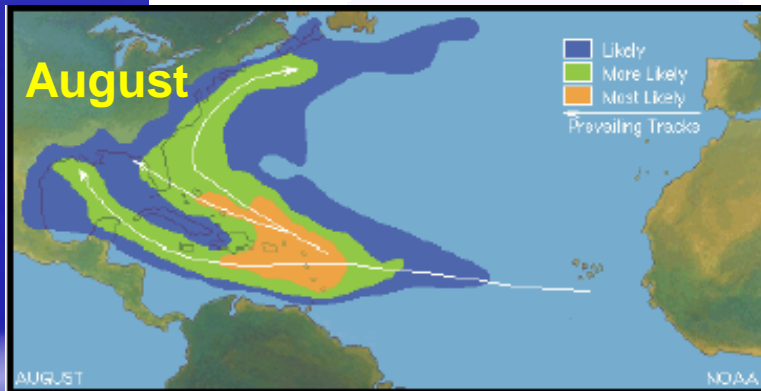 August
Likely
More Likely
Most Likely
Prevailing Tracks
AUGUST
NOAA